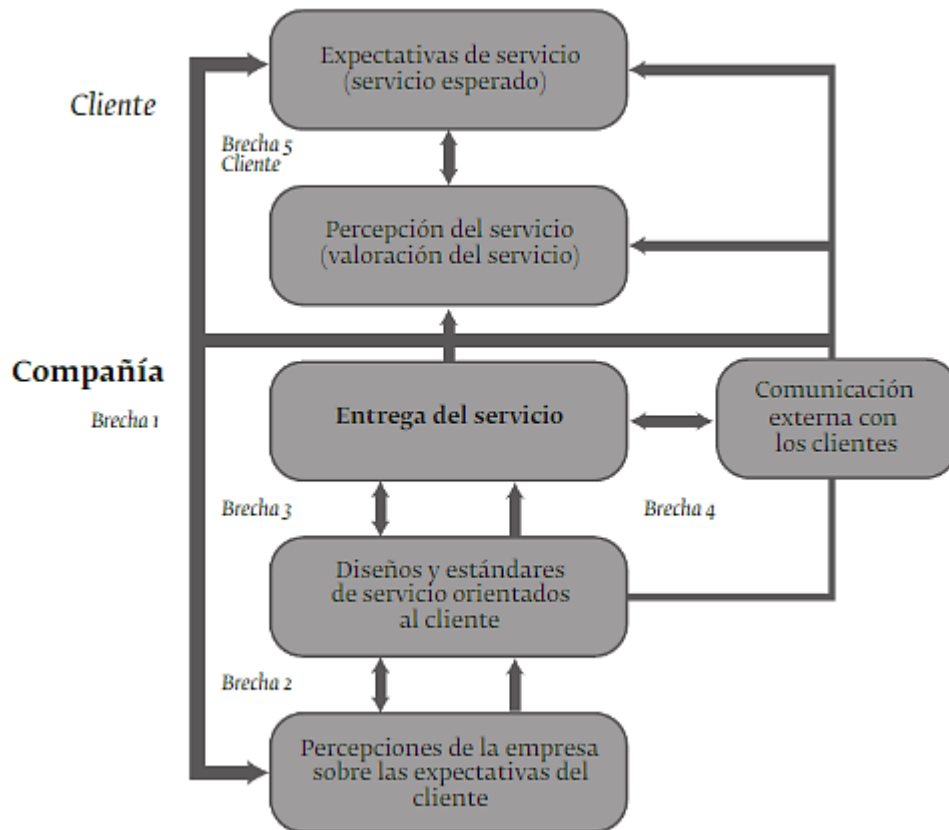 Expectativas de servicio
(servicio esperado)
Cliente
Brecha 5
Cliente
Percepción del servicio
(valoración del servicio)
Compañía
Brecha 1
Entrega del servicio
Comunicación
externa con
los clientes
Brecha 3
Brecha 4
Diseños y estándares
de servicio orientados
al cliente
Brecha 2
Percepciones de la empresa
sobre las expectativas del
cliente